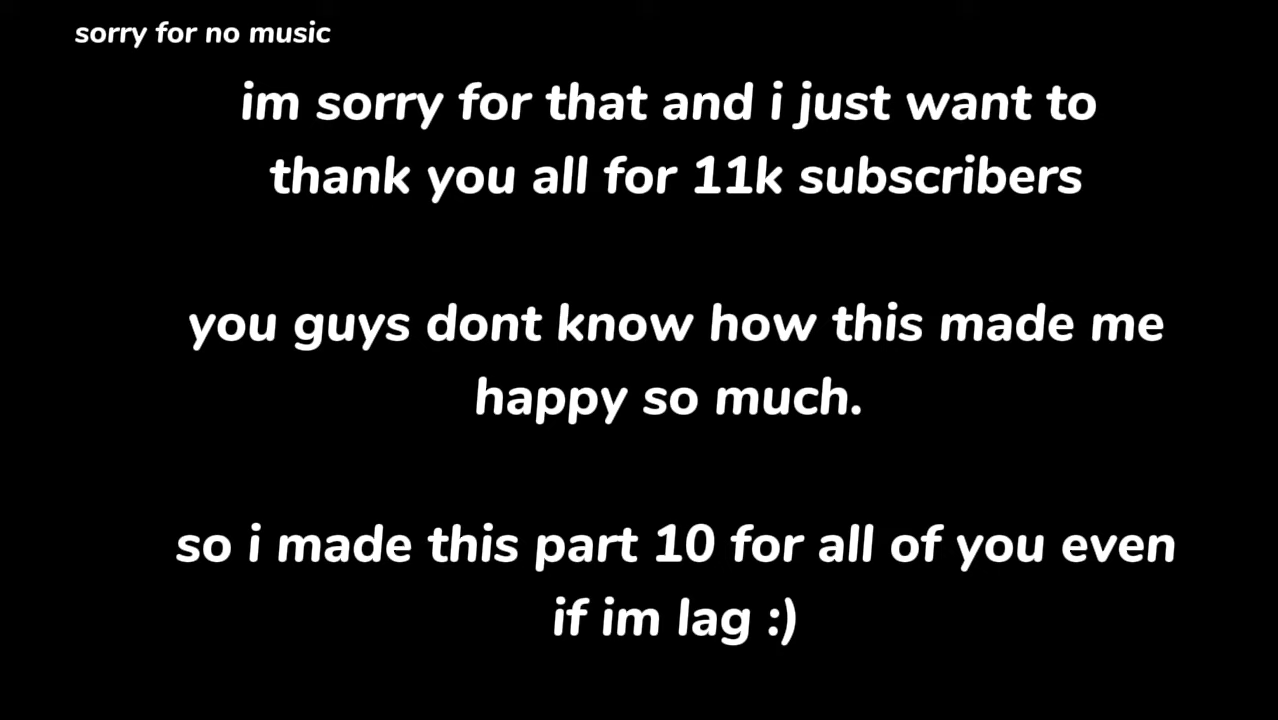 sorry for no music
im sorry for that and i just want to
thank you all for 11k subscribers
you guys dont know how this made me
happy so much.
so i made this part 10 for all of you even
if im lag :)